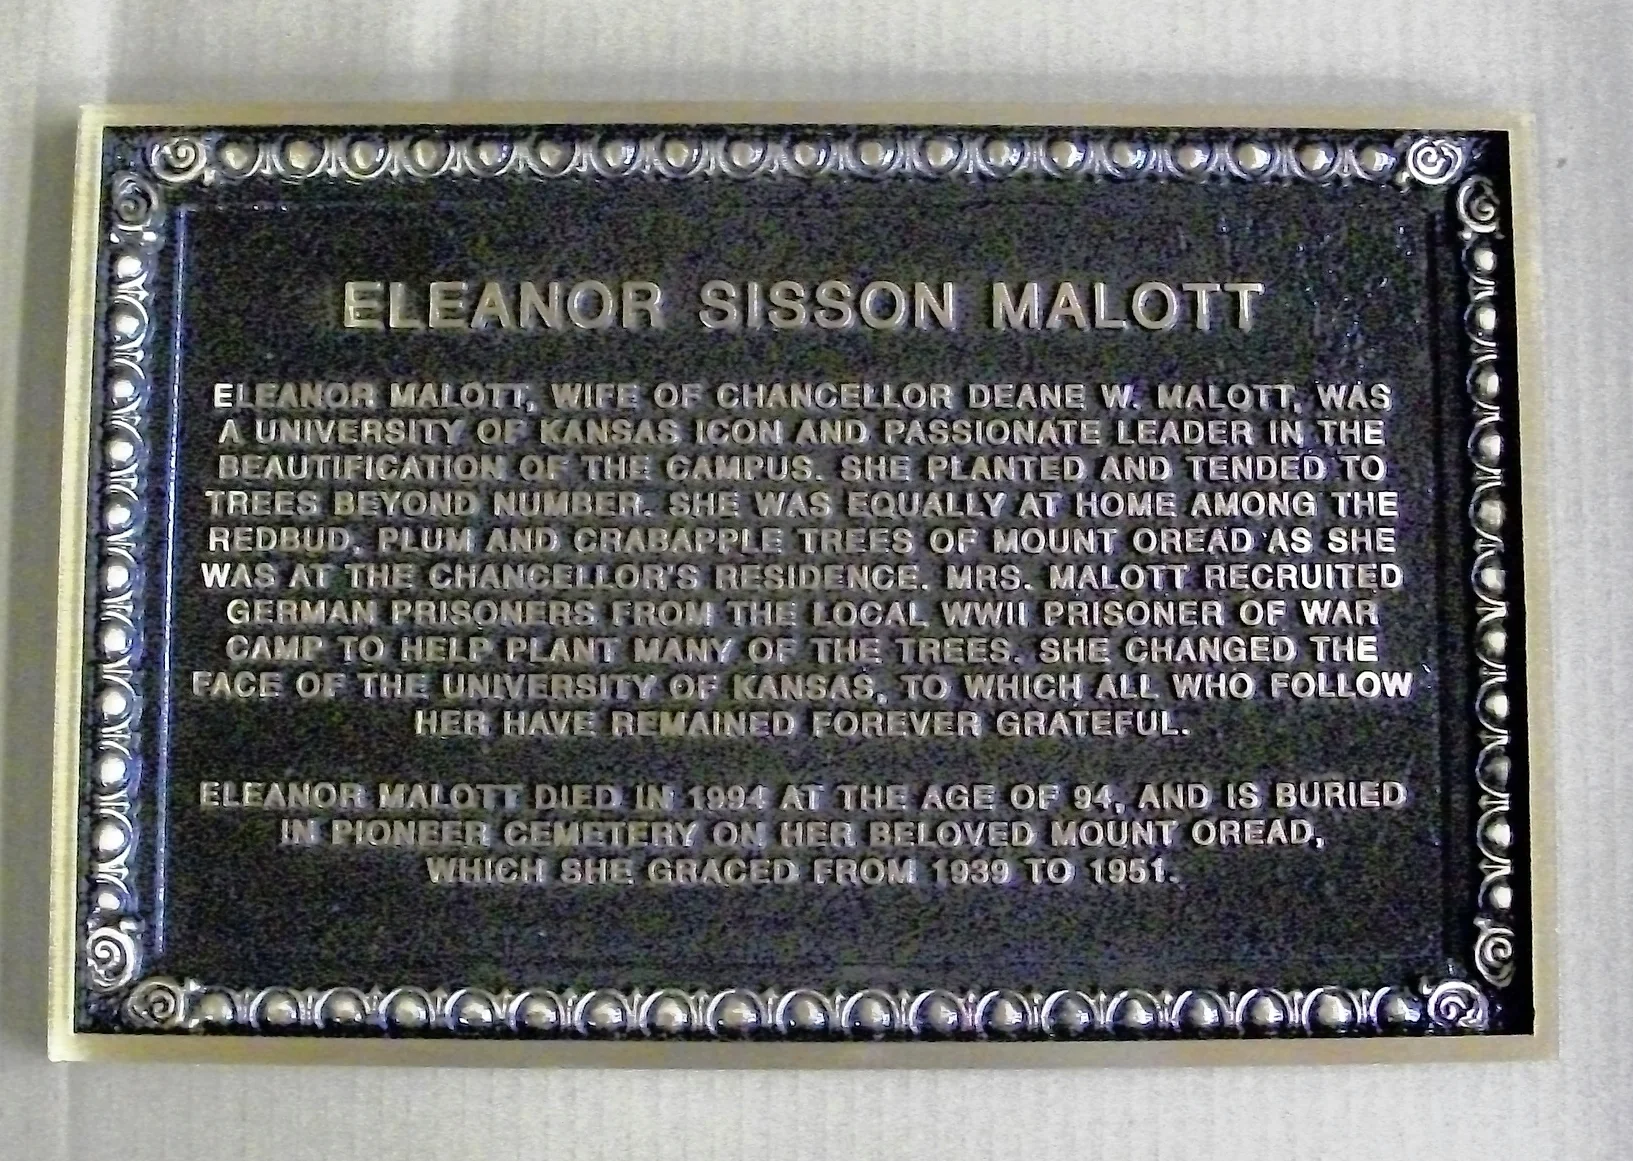 ELEANOR SISSON MALOTT
ELEANOR MALOTT, WIFE OF CHANCELLOR DEANE W. MALOTT, WAS
A UNIVERSITY OF KANSAS ICON AND PASSIONATE LEADER IN THE
BEAUTIFICATION OF THE CAMPUS. SHE PLANTED AND TENDED TO
TREES BEYOND NUMBER. SHE WAS EQUALLY AT HOME AMONG THE
REDBUD, PLUM AND CRABAPPLE TREES OF MOUNT OREAD AS SHE
WAS AT THE CHANCELLOR'S RESIDENCE. MRS. MALOTT RECRUITED
GERMAN PRISONERS FROM THE LOCAL WWII PRISONER OF WAR
CAMP TO HELP PLANT MANY OF THE TREES. SHE CHANGED THE
FACE OF THE UNIVERSITY OF KANSAS, TO WHICH ALL WHO FOLLOW
HER HAVE REMAINED FOREVER GRATEFUL.
ELEANOR MALOTT DIED IN 1994 AT THE AGE OF 94, AND IS BURIED
IN PIONEER CEMETERY ON HER BELOVED MOUNT OREAD,
WHICH SHE GRACED FROM 1939 TO 1951.